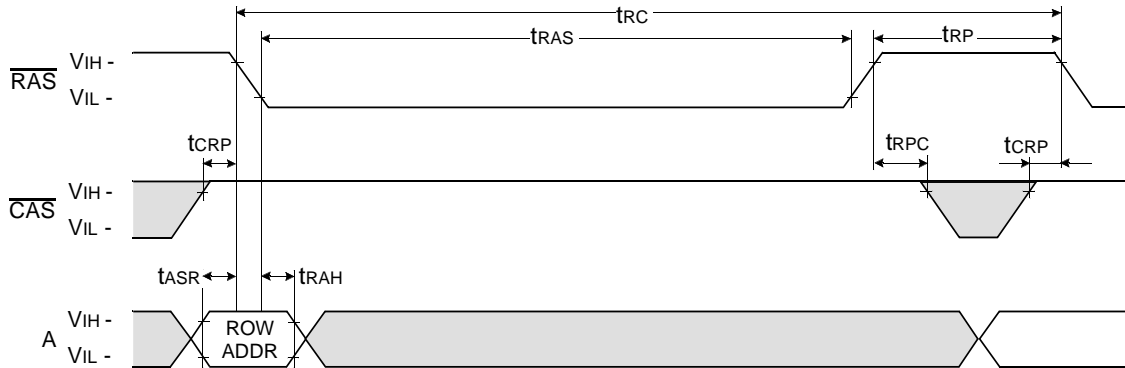 tRC
tRAS
tRP
RAS
VIH -
VIL -
tCRP
tRPC
tCRP
CAS
VIH -
VIL -
tASR
tRAH
A
VIH -
VIL -
ROW
ADDR